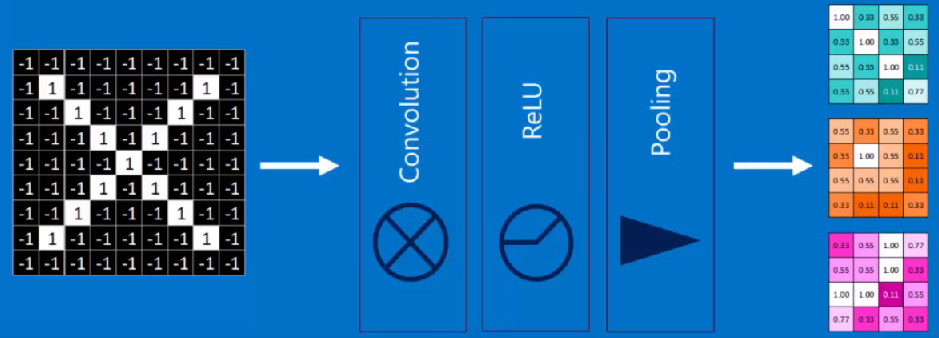 -1 -1 -1 -1 -1 -1 -1 -1 -1
-1 1 -1 -1 -1 -1 -1 1 -1
-1 -1 1 -1 -1 -1 1 -1 -1
-1 -1 -1 1 -1 1 -1 -1 -1
-1 -1 -1 -1 1 -1 -1 -1 -1
-1 -1 -1 1 -1 1 -1 -1 -1
-1 -1 1 -1 -1 -1 1 -1 -1
-1 1 -1 -1 -1 -1 -1 1 -1
-1 -1 -1 -1 -1 -1 -1 -1 -1
Convolution
ReLU
Pooling
1.00 0.33 0.55 0.33
0.33 1.00 0.33 0.55
0.55 0.33 1.00 0.11
0.33 0.55 0.11 0.77
0.55 0.33 0.55 0.33
0.33 1.00 0.55 0.11
0.55 0.55 0.55 0.11
0.33 0.11 0.11 0.33
0.33 0.55 1.00 0.77
0.55 0.55 1.00 0.33
1.00 1.00 0.11 0.55
0.77 0.33 0.55 0.33